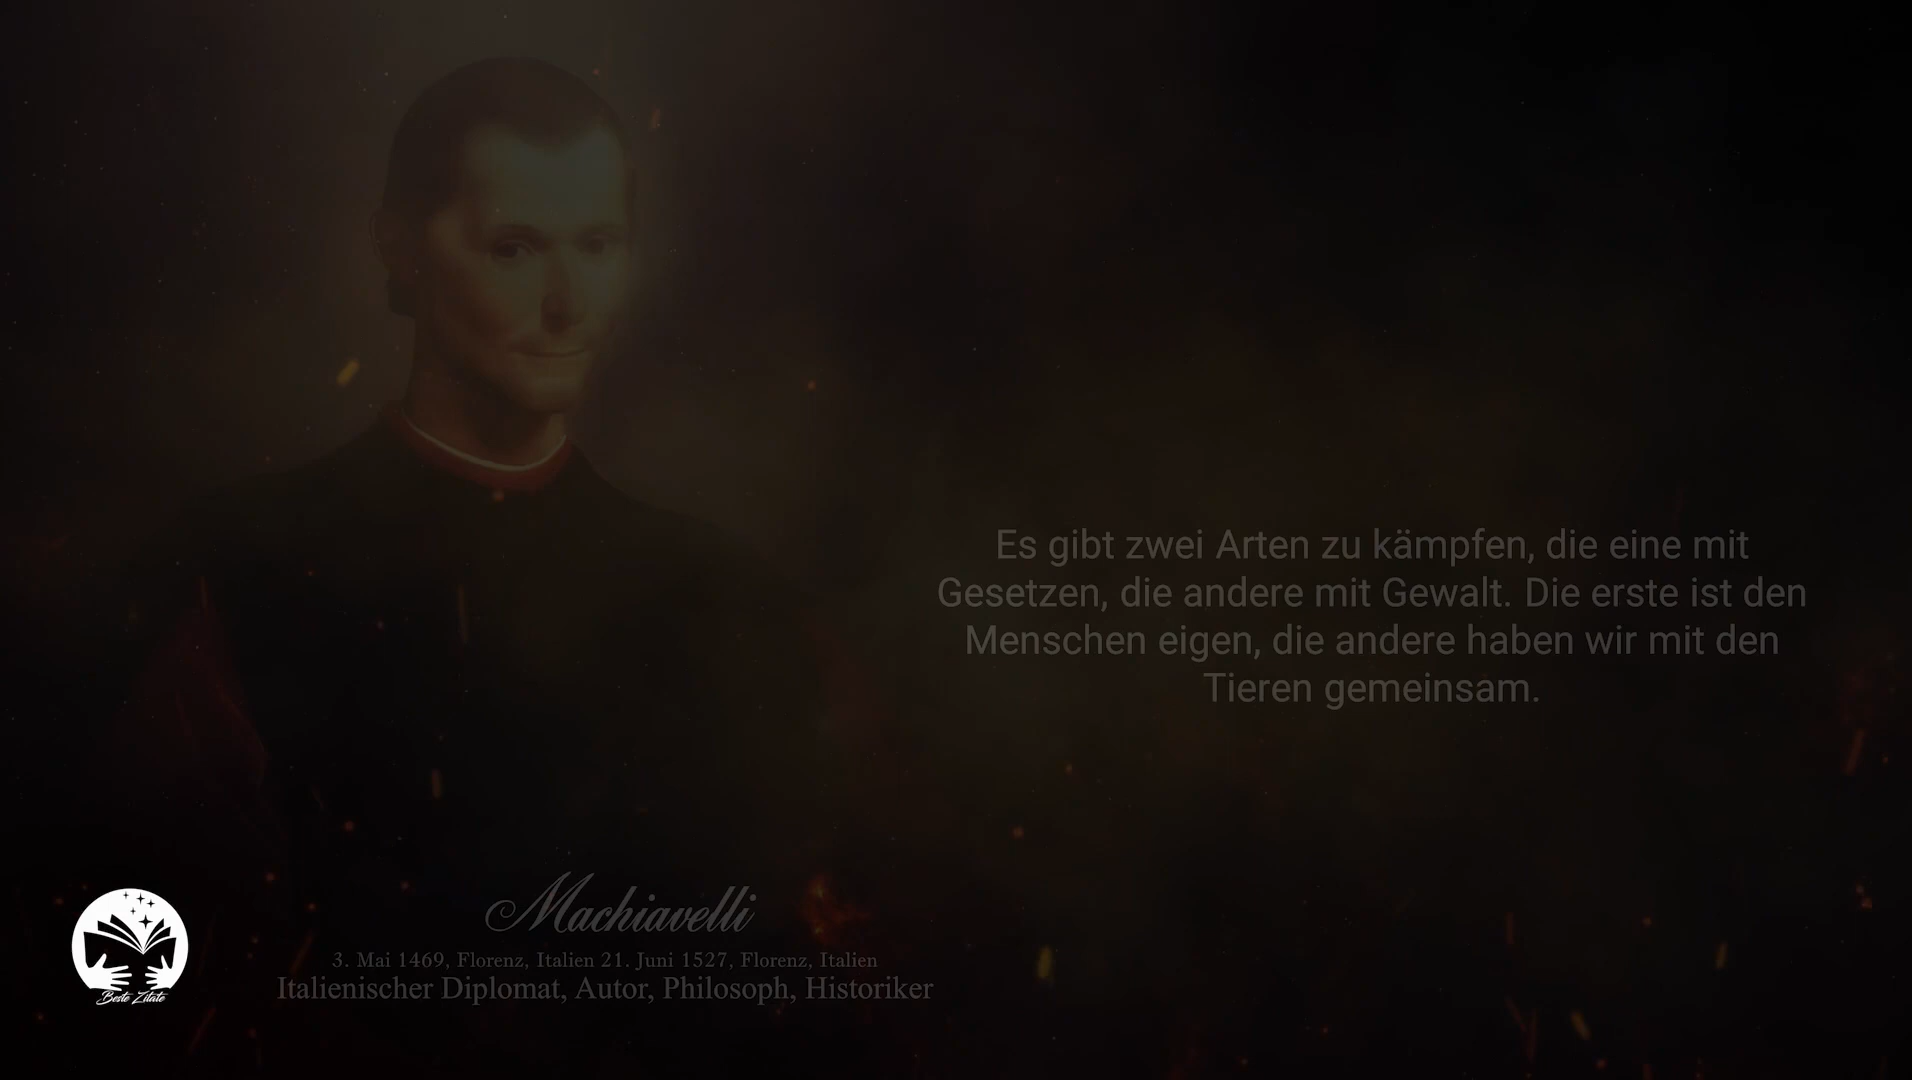 Es gibt zwei Arten zu kämpfen, die eine mit
Gesetzen, die andere mit Gewalt. Die erste ist den
Menschen eigen, die andere haben wir mit den
Tieren gemeinsam.
Machiavelli
3. Mai 1469, Florenz, Italien 21. Juni 1527, Florenz, Italien
Italienischer Diplomat, Autor, Philosoph, Historiker
Beste Zitate